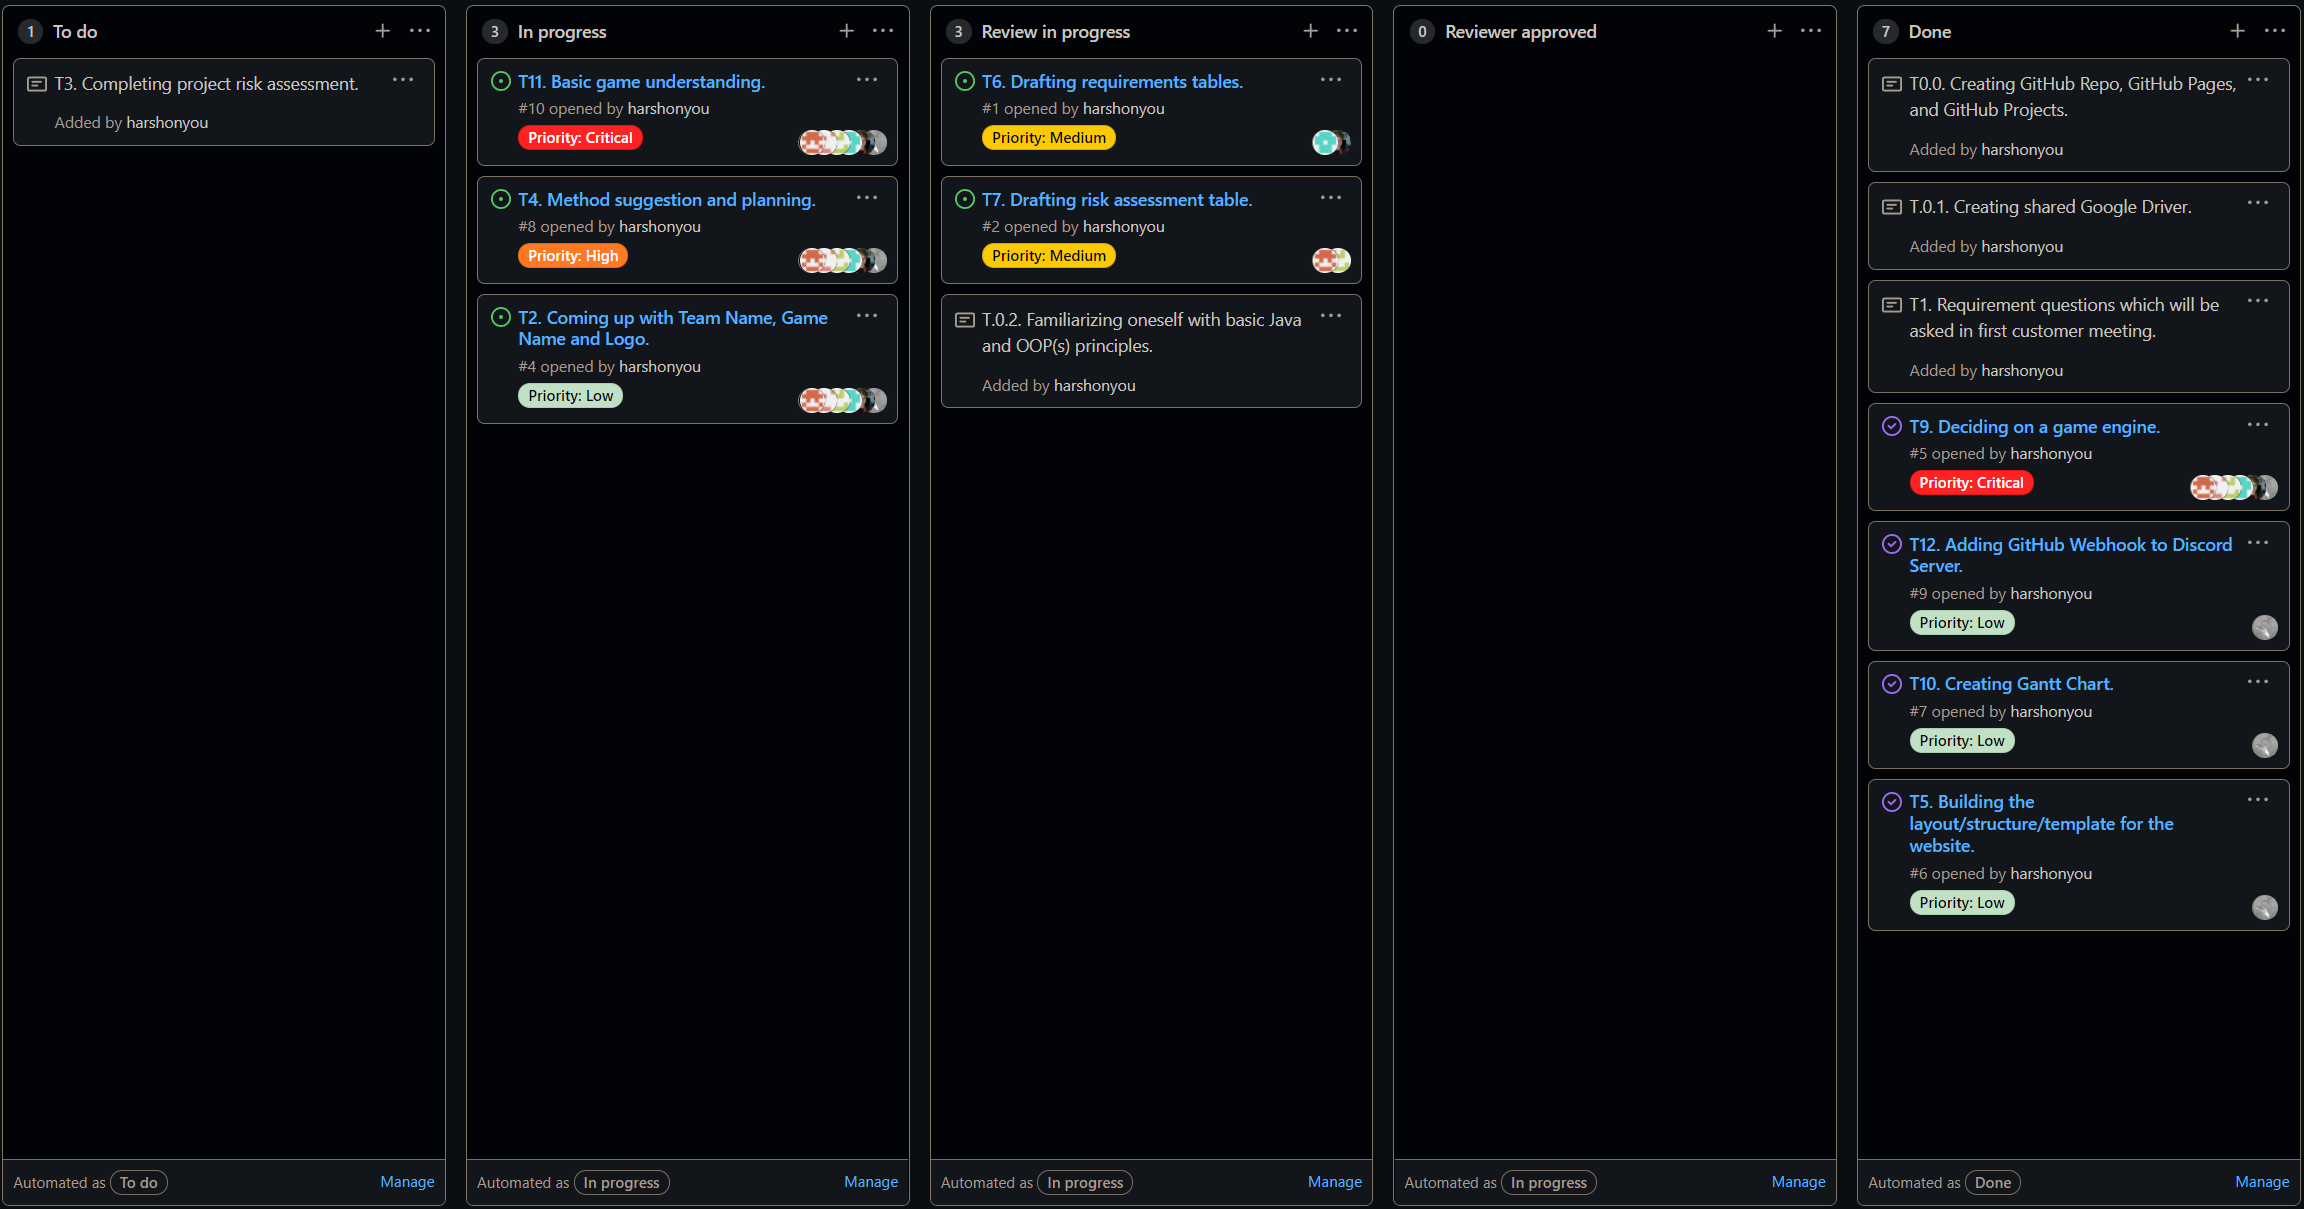 1 To do
T3. Completing project risk assessment.
Added by harshonyou
Automated as To do Manage
3 In progress
T11. Basic game understanding.
#10 opened by harshonyou
Priority: Critical
T4. Method suggestion and planning.
#8 opened by harshonyou
Priority: High
T2. Coming up with Team Name, Game
Name and Logo.
#4 opened by harshonyou
Priority: Low
Automated as In progress Manage
3 Review in progress
T6. Drafting requirements tables.
#1 opened by harshonyou
Priority: Medium
T7. Drafting risk assessment table.
#2 opened by harshonyou
Priority: Medium
T.0.2. Familiarizing oneself with basic Java
and OOP(s) principles.
Added by harshonyou
Automated as In progress Manage
0 Reviewer approved
Automated as In progress Manage
7 Done
T0.0. Creating GitHub Repo, GitHub Pages,
and GitHub Projects.
Added by harshonyou
T.0.1. Creating shared Google Driver.
Added by harshonyou
T1. Requirement questions which will be
asked in first customer meeting.
Added by harshonyou
T9. Deciding on a game engine.
#5 opened by harshonyou
Priority: Critical
T12. Adding GitHub Webhook to Discord
Server.
#9 opened by harshonyou
Priority: Low
T10. Creating Gantt Chart.
#7 opened by harshonyou
Priority: Low
T5. Building the
layout/structure/template for the
website.
#6 opened by harshonyou
Priority: Low
Automated as Done Manage